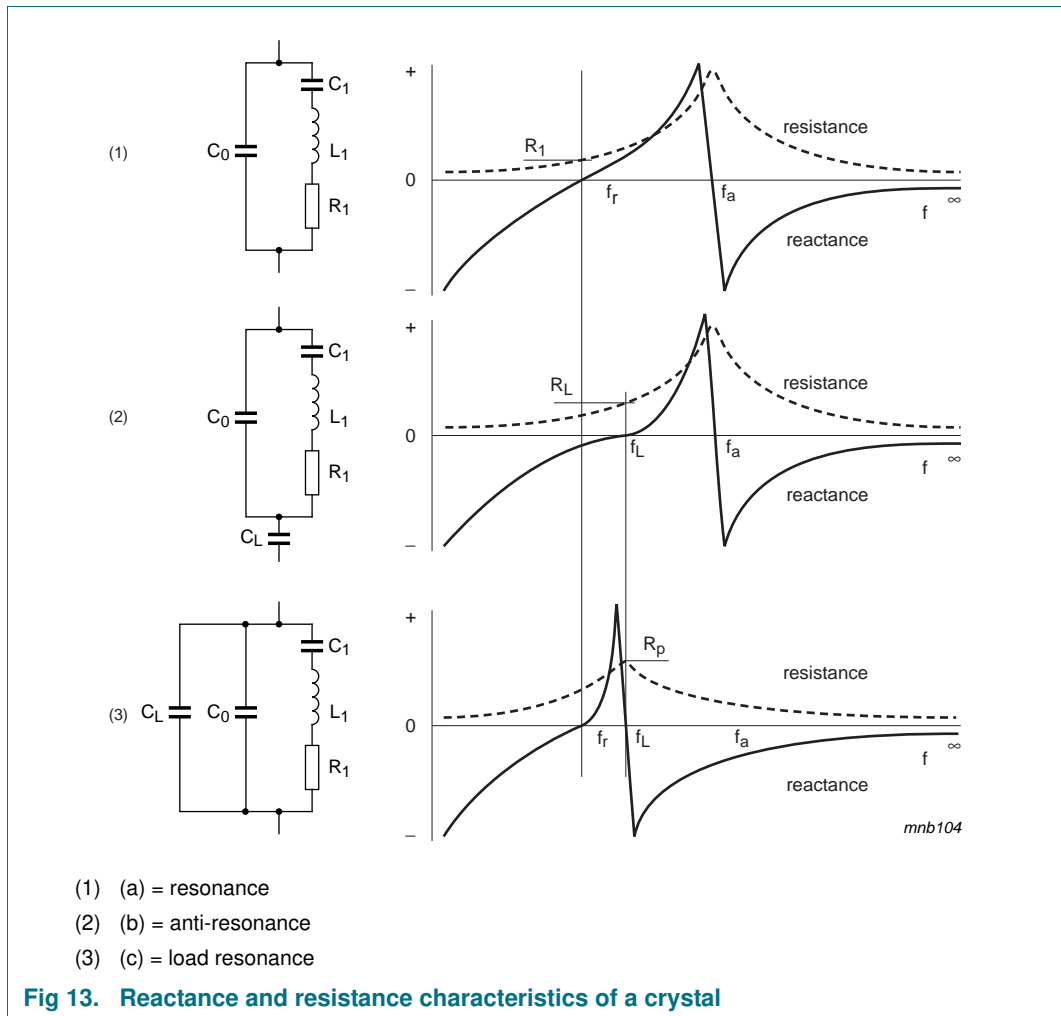 C1
+
resistance
(1)
C0
L1
R1
0
R1
fr
fa
f
∞
reactance
–
C1
+
RL
resistance
(2)
C0
L1
0
fL
fa
f
∞
R1
reactance
CL
–
+
C1
Rp
resistance
(3)
CL
C0
L1
0
fr
fL
fa
f
∞
R1
reactance
–
mnb104
(1) (a) = resonance
(2) (b) = anti-resonance
(3) (c) = load resonance
Fig 13. Reactance and resistance characteristics of a crystal